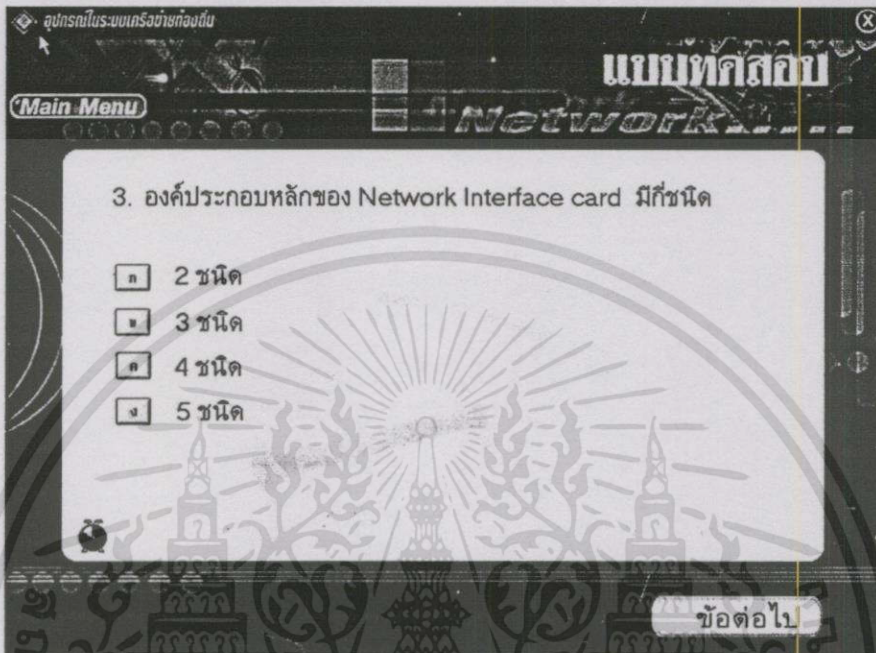 อุปกรณ์ในระบบเครือข่ายท้องถิ่น
X
แบบทดสอบ
Main Menu
Network.....
3. องค์ประกอบหลักของ Network Interface card มีกี่ชนิด
ก 2 ชนิด
ข 3 ชนิด
ค 4 ชนิด
ง 5 ชนิด
ข้อต่อไป